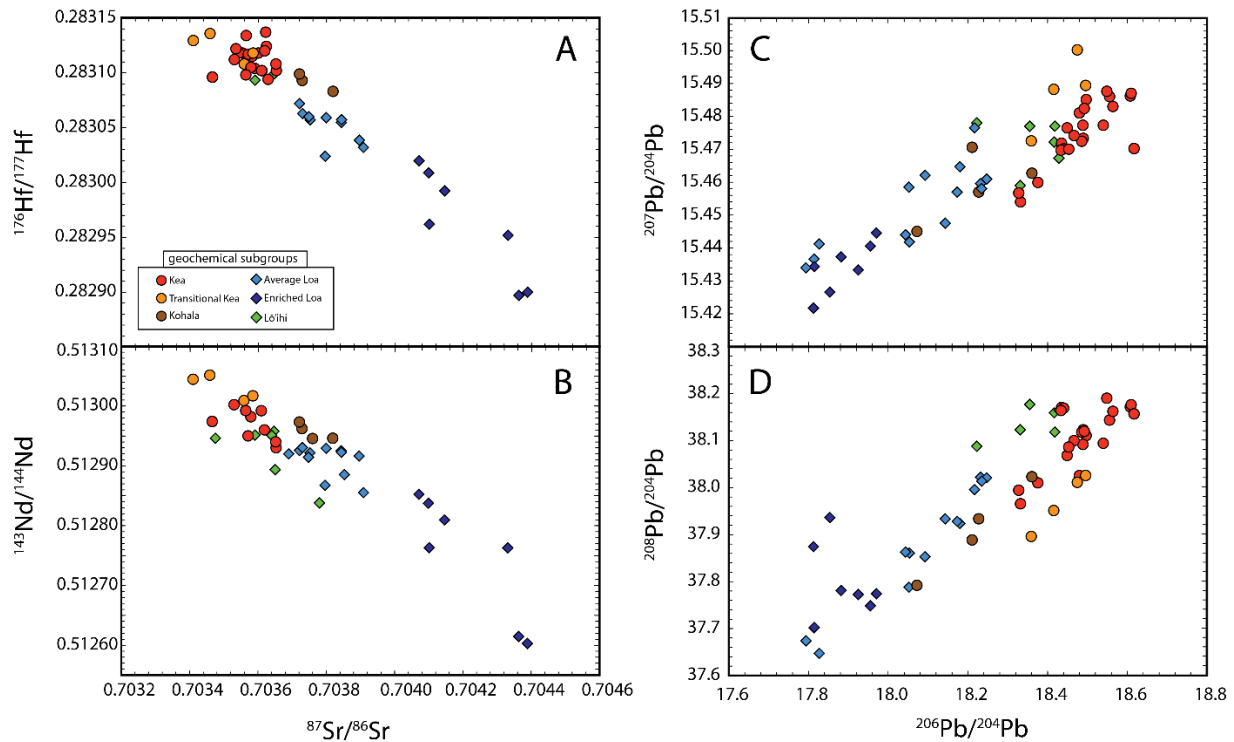 0.28315
0.28310
0.28305
0.28300
0.28295
0.28290
¹⁷⁶Hf/¹⁷⁷Hf
A
geochemical subgroups
Kea
Transitional Kea
Kohala
Average Loa
Enriched Loa
Lō'ihi
0.51310
0.51300
0.51290
0.51280
0.51270
0.51260
¹⁴³Nd/¹⁴⁴Nd
B
0.7032 0.7034 0.7036 0.7038 0.7040 0.7042 0.7044 0.7046
⁸⁷Sr/⁸⁶Sr
15.51
15.50
15.49
15.48
15.47
15.46
15.45
15.44
15.43
15.42
²⁰⁷Pb/²⁰⁴Pb
C
38.3
38.2
38.1
38.0
37.9
37.8
37.7
37.6
²⁰⁸Pb/²⁰⁴Pb
D
17.6 17.8 18.0 18.2 18.4 18.6 18.8
²⁰⁶Pb/²⁰⁴Pb